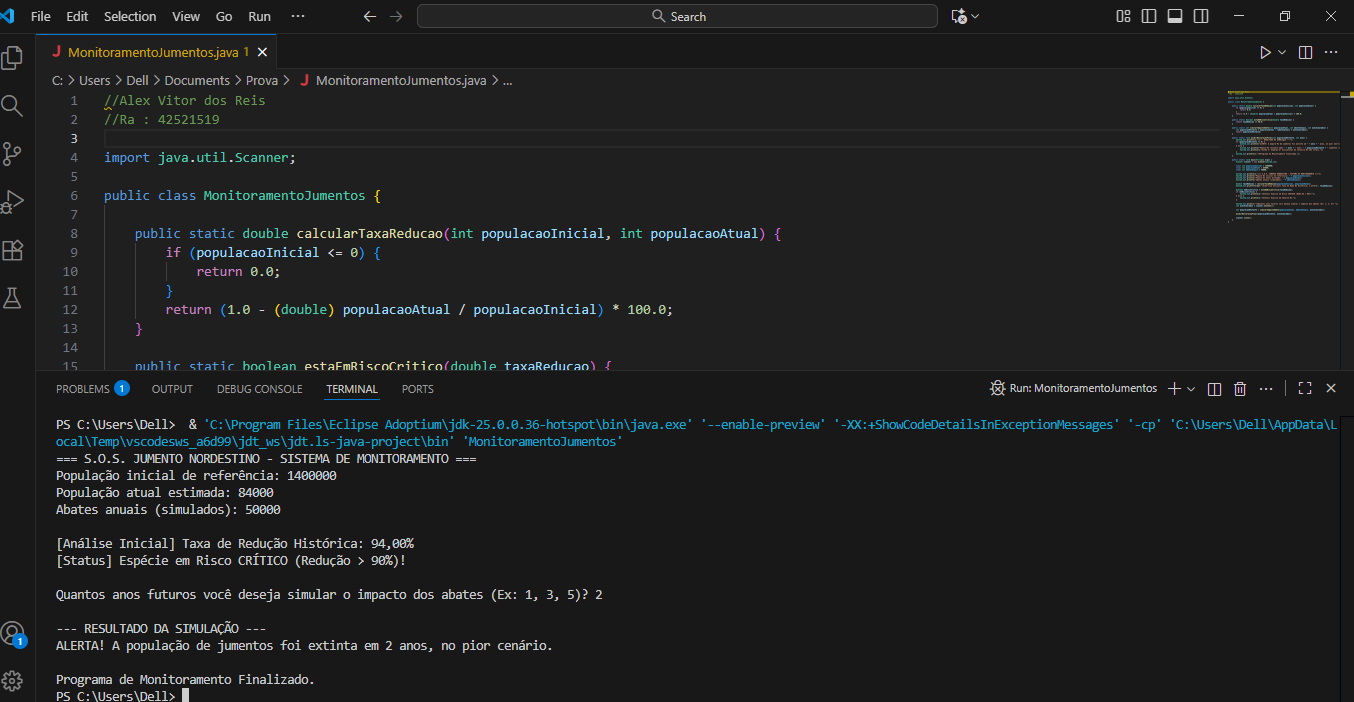 File Edit Selection View Go Run ··· Search
MonitoramentoJumentos.java 1
C: > Users > Dell > Documents > Prova > MonitoramentoJumentos.java > ...
1 //Alex Vitor dos Reis
2 //Ra : 42521519
3
4 import java.util.Scanner;
5
6 public class MonitoramentoJumentos {
7
8 public static double calcularTaxaReducao(int populacaoInicial, int populacaoAtual) {
9 if (populacaoInicial <= 0) {
10 return 0.0;
11 }
12 return (1.0 - (double) populacaoAtual / populacaoInicial) * 100.0;
13 }
14
15 public static boolean estaEmRiscoCritico(double taxaReducao) {
PROBLEMS 1 OUTPUT DEBUG CONSOLE TERMINAL PORTS Run: MonitoramentoJumentos
PS C:\Users\Dell> & 'C:\Program Files\Eclipse Adoptium\jdk-25.0.0.36-hotspot\bin\java.exe' '--enable-preview' '-XX:+ShowCodeDetailsInExceptionMessages' '-cp' 'C:\Users\Dell\AppData\L
ocal\Temp\vscodesws_a6d99\jdt_ws\jdt.ls-java-project\bin' 'MonitoramentoJumentos'
=== S.O.S. JUMENTO NORDESTINO - SISTEMA DE MONITORAMENTO ===
População inicial de referência: 1400000
População atual estimada: 84000
Abates anuais (simulados): 50000
[Análise Inicial] Taxa de Redução Histórica: 94,00%
[Status] Espécie em Risco CRÍTICO (Redução > 90%)!
Quantos anos futuros você deseja simular o impacto dos abates (Ex: 1, 3, 5)? 2
--- RESULTADO DA SIMULAÇÃO ---
ALERTA! A população de jumentos foi extinta em 2 anos, no pior cenário.
Programa de Monitoramento Finalizado.
PS C:\Users\Dell>
1